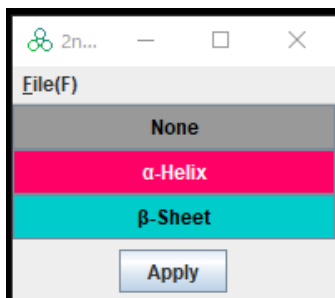 2n...
File(F)
None
α-Helix
β-Sheet
Apply